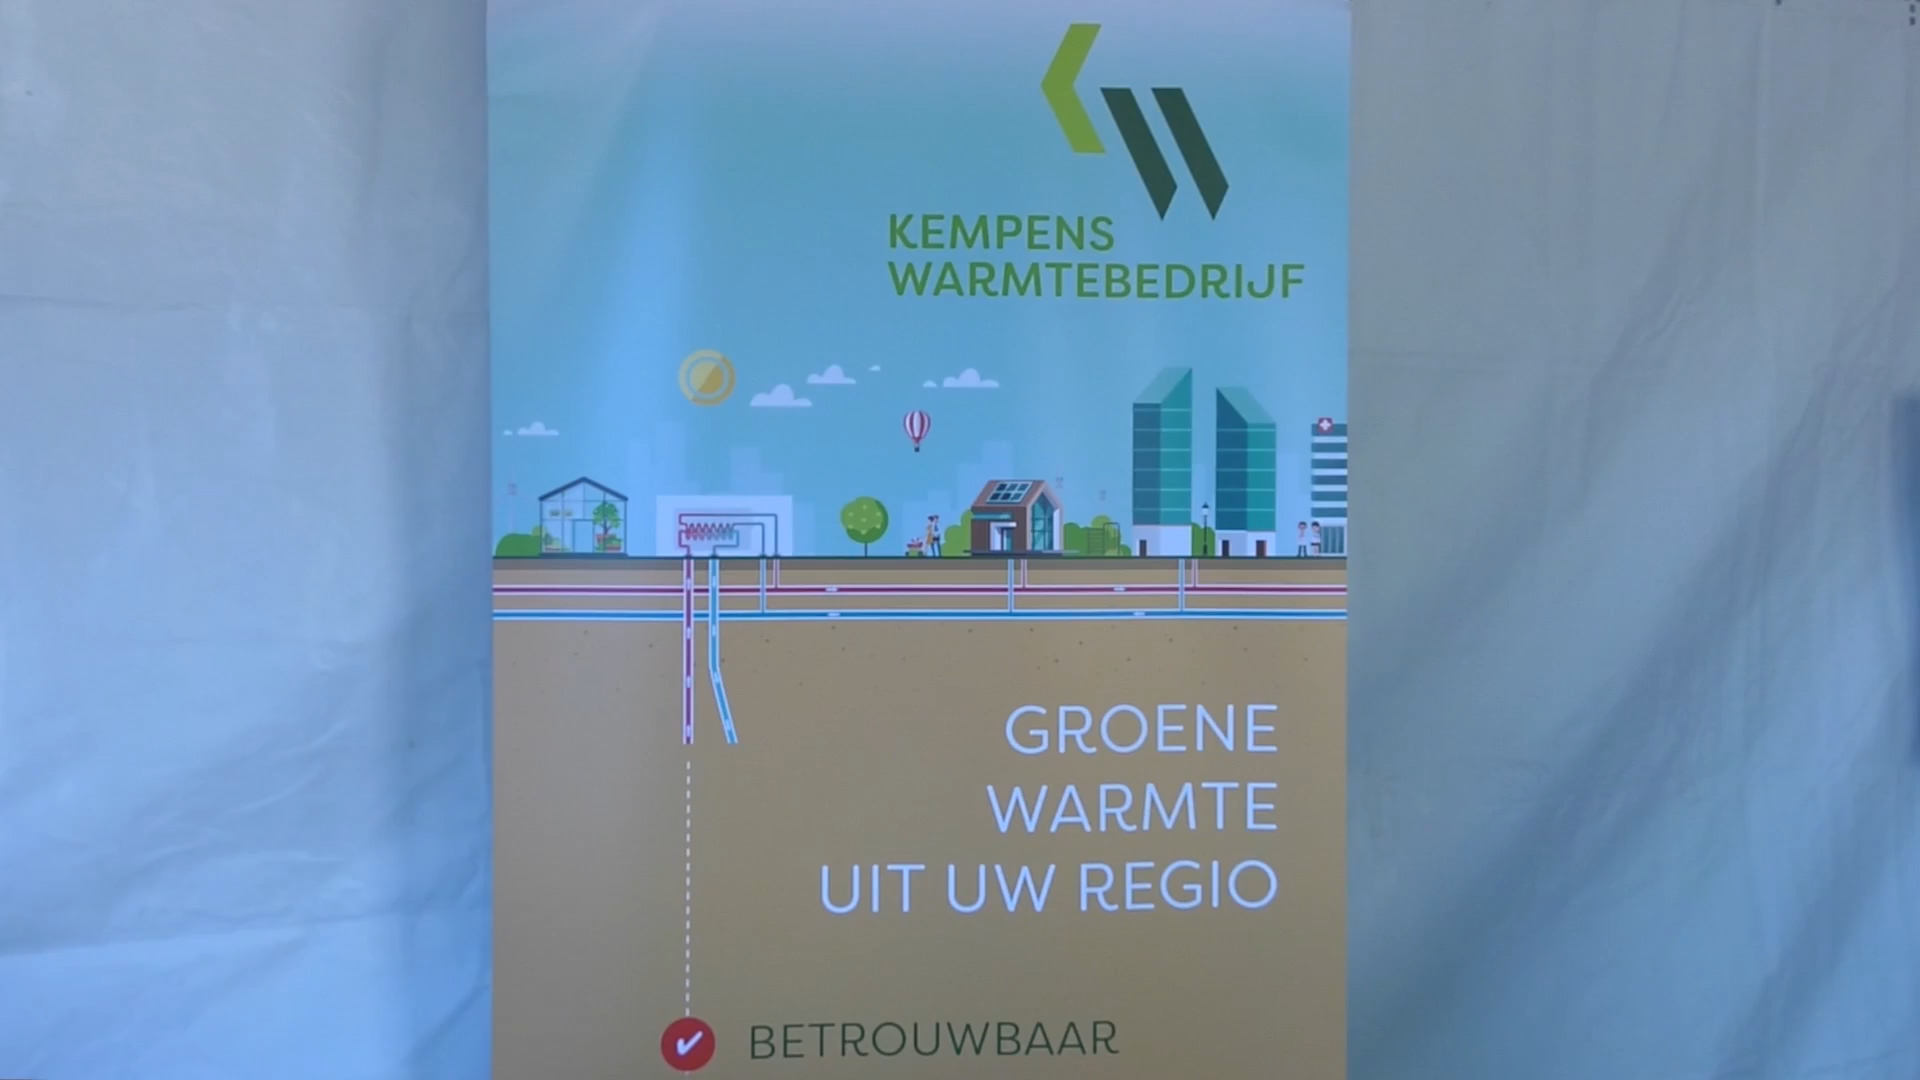 KEMPENS
WARMTEBEDRIJF
GROENE
WARMTE
UIT UW REGIO
BETROUWBAAR